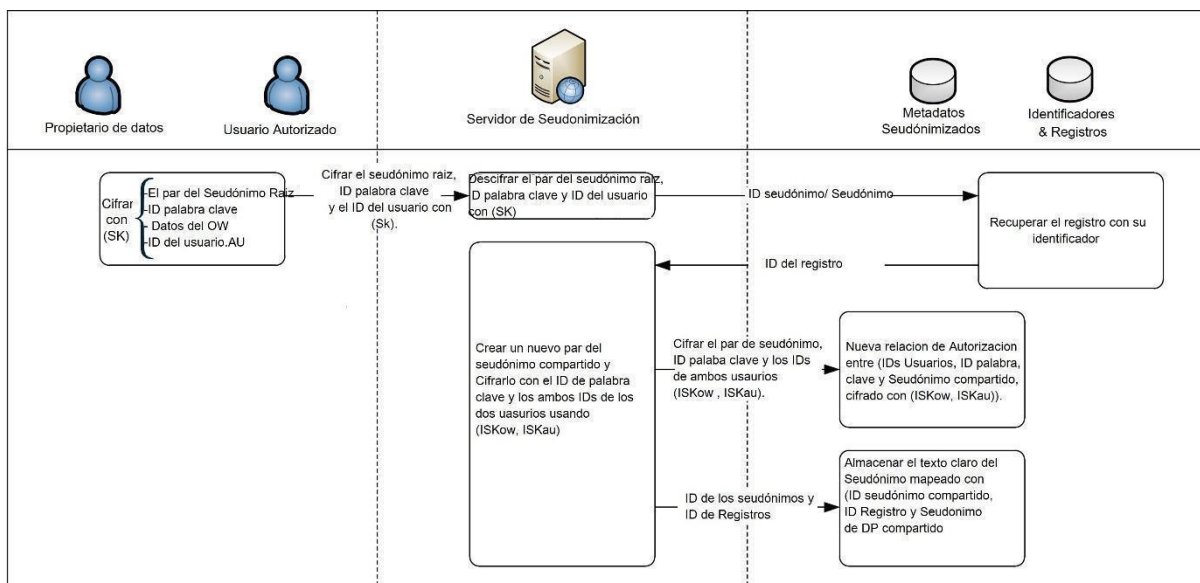 Propietario de datos
Usuario Autorizado
Servidor de Seudonimización
Metadatos
Seudónimizados
Identificadores
& Registros
Cifrar
con
(SK)
-El par del Seudónimo Raiz
-ID palabra clave
- Datos del OW
-ID del usuario.AU
Cifrar el seudónimo raiz,
ID palabra clave
y el ID del usuario con
(Sk).
Descifrar el par del seudónimo raiz,
D palabra clave y ID del usuario
con (SK)
ID seudónimo/ Seudónimo
Recuperar el registro con su
identificador
ID del registro
Crear un nuevo par del
seudónimo compartido y
Cifrarlo con el ID de palabra
clave y los ambos IDs de los
dos uasurios usando
(ISKow, ISKau)
Cifrar el par de seudónimo,
ID palaba clave y los IDs
de ambos usaurios
(ISKow , ISKau).
Nueva relacion de Autorizacion
entre (IDs Usuarios, ID palabra,
clave y Seudónimo compartido,
cifrado con (ISKow, ISKau)).
ID de los seudónimos y
ID de Registros
Almacenar el texto claro del
Seudónimo mapeado con
(ID seudónimo compartido,
ID Registro y Seudonimo
de DP compartido